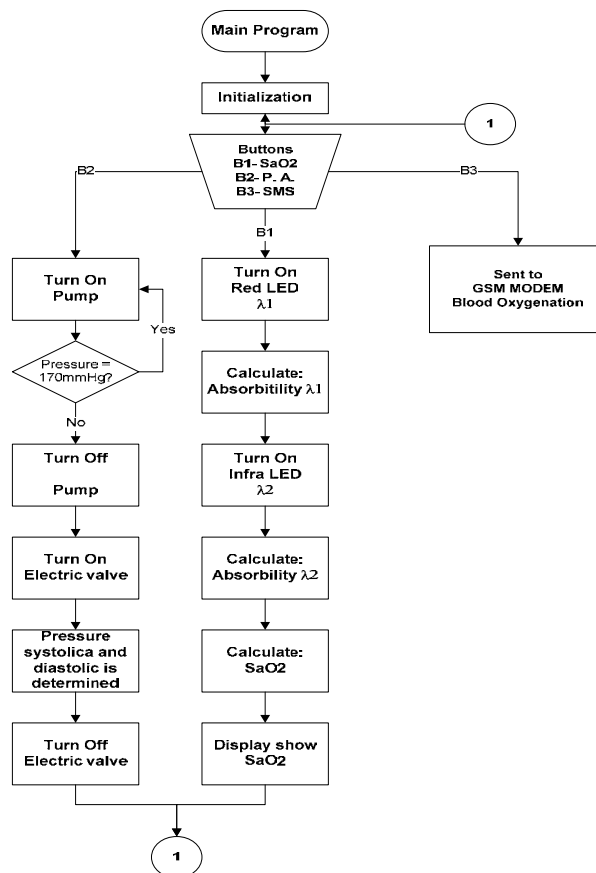 Main Program
Initialization
1
Buttons
B1- SaO2
B2- P. A.
B3- SMS
B2
B3
B1
Turn On
Pump
Yes
Pressure =
170mmHg?
No
Turn Off
Pump
Turn On
Electric valve
Pressure
systolica and
diastolic is
determined
Turn Off
Electric valve
Turn On
Red LED
λ1
Calculate:
Absorbitility λ1
Turn On
Infra LED
λ2
Calculate:
Absorbility λ2
Calculate:
SaO2
Display show
SaO2
Sent to
GSM MODEM
Blood Oxygenation
1